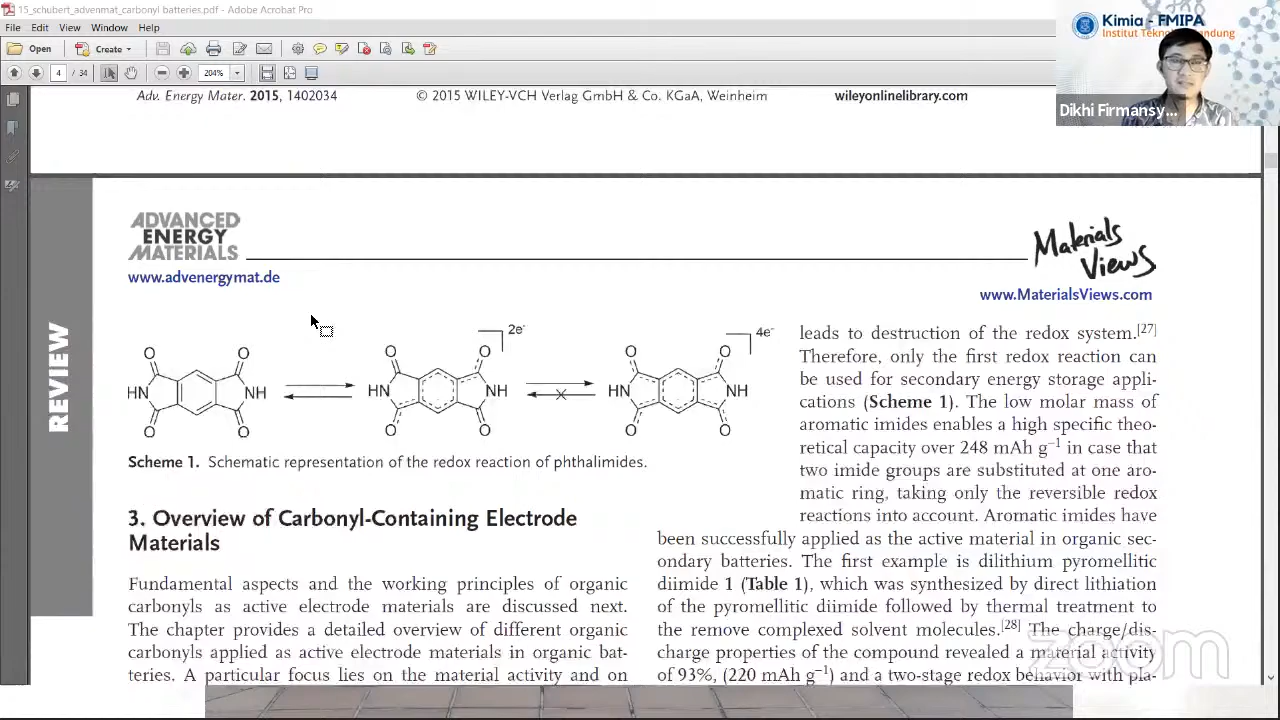 15_schubert_advenmat_carbonyl batteries.pdf - Adobe Acrobat Pro
File Edit View Window Help
Open Create
4 / 34 204%
Kimia - FMIPA
Dikhi Firmansy...
Adv. Energy Mater. 2015, 1402034 © 2015 WILEY-VCH Verlag GmbH & Co. KGaA, Weinheim wileyonlinelibrary.com
REVIEW
ADVANCED
ENERGY
MATERIALS
www.advenergymat.de
Materials
Views
www.MaterialsViews.com
2e-
4e-
O O O O O O
HN NH HN NH HN NH
O O O O O O
Scheme 1. Schematic representation of the redox reaction of phthalimides.
3. Overview of Carbonyl-Containing Electrode
Materials
Fundamental aspects and the working principles of organic
carbonyls as active electrode materials are discussed next.
The chapter provides a detailed overview of different organic
carbonyls applied as active electrode materials in organic bat-
teries. A particular focus lies on the material activity and on
leads to destruction of the redox system.[27]
Therefore, only the first redox reaction can
be used for secondary energy storage appli-
cations (Scheme 1). The low molar mass of
aromatic imides enables a high specific theo-
retical capacity over 248 mAh g−1 in case that
two imide groups are substituted at one aro-
matic ring, taking only the reversible redox
reactions into account. Aromatic imides have
been successfully applied as the active material in organic sec-
ondary batteries. The first example is dilithium pyromellitic
diimide 1 (Table 1), which was synthesized by direct lithiation
of the pyromellitic diimide followed by thermal treatment to
the remove complexed solvent molecules.[28] The charge/dis-
charge properties of the compound revealed a material activity
of 93%, (220 mAh g−1) and a two-stage redox behavior with pla-
zoom